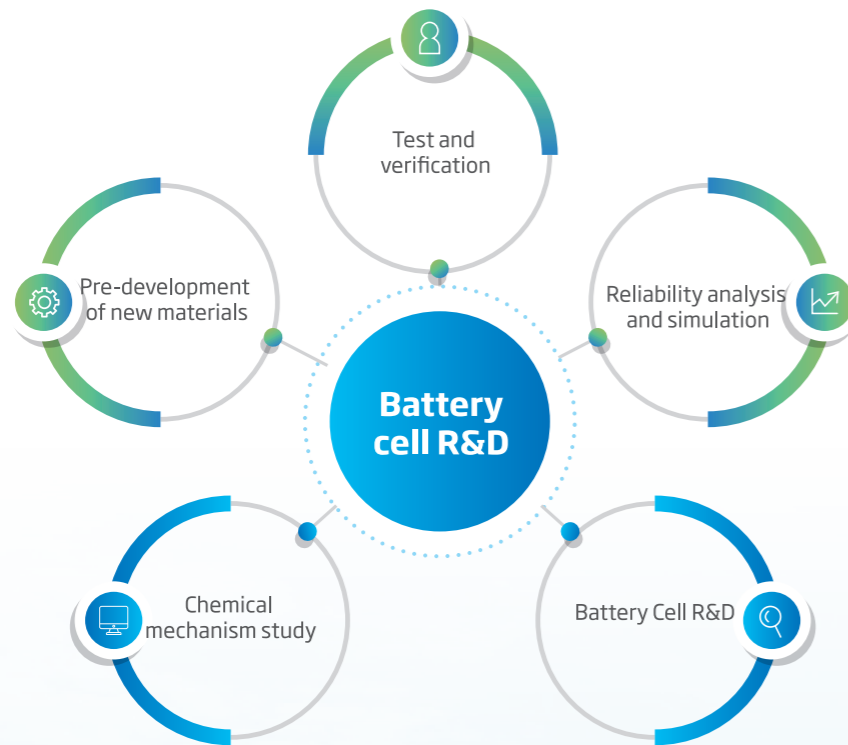 Test and
verification
Pre-development
of new materials
Reliability analysis
and simulation
Battery
cell R&D
Chemical
mechanism study
Battery Cell R&D